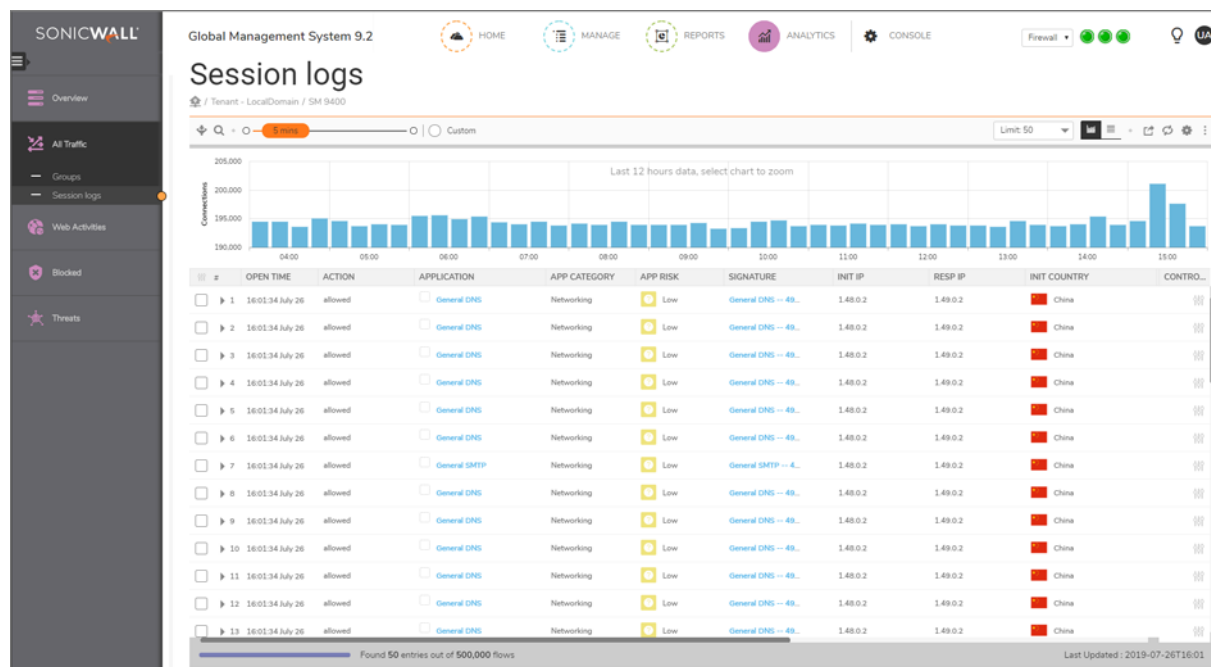 SONICWALL
Global Management System 9.2
HOME
MANAGE
REPORTS
ANALYTICS
CONSOLE
Firewall
UA
Session logs
/ Tenant - LocalDomain / SM 9400
Overview
All Traffic
Groups
Session logs
Web Activities
Blocked
Threats
5 mins
Custom
Limit: 50
Last 12 hours data, select chart to zoom
Connections
205,000
200,000
195,000
190,000
04:00 05:00 06:00 07:00 08:00 09:00 10:00 11:00 12:00 13:00 14:00 15:00
# OPEN TIME ACTION APPLICATION APP CATEGORY APP RISK SIGNATURE INIT IP RESP IP INIT COUNTRY CONTRO...
1 16:01:34 July 26 allowed General DNS Networking Low General DNS -- 49... 1.48.0.2 1.49.0.2 China
2 16:01:34 July 26 allowed General DNS Networking Low General DNS -- 49... 1.48.0.2 1.49.0.2 China
3 16:01:34 July 26 allowed General DNS Networking Low General DNS -- 49... 1.48.0.2 1.49.0.2 China
4 16:01:34 July 26 allowed General DNS Networking Low General DNS -- 49... 1.48.0.2 1.49.0.2 China
5 16:01:34 July 26 allowed General DNS Networking Low General DNS -- 49... 1.48.0.2 1.49.0.2 China
6 16:01:34 July 26 allowed General DNS Networking Low General DNS -- 49... 1.48.0.2 1.49.0.2 China
7 16:01:34 July 26 allowed General SMTP Networking Low General SMTP -- 4... 1.48.0.2 1.49.0.2 China
8 16:01:34 July 26 allowed General DNS Networking Low General DNS -- 49... 1.48.0.2 1.49.0.2 China
9 16:01:34 July 26 allowed General DNS Networking Low General DNS -- 49... 1.48.0.2 1.49.0.2 China
10 16:01:34 July 26 allowed General DNS Networking Low General DNS -- 49... 1.48.0.2 1.49.0.2 China
11 16:01:34 July 26 allowed General DNS Networking Low General DNS -- 49... 1.48.0.2 1.49.0.2 China
12 16:01:34 July 26 allowed General DNS Networking Low General DNS -- 49... 1.48.0.2 1.49.0.2 China
13 16:01:34 July 26 allowed General DNS Networking Low General DNS -- 49... 1.48.0.2 1.49.0.2 China
Found 50 entries out of 500,000 flows
Last Updated : 2019-07-26T16:01